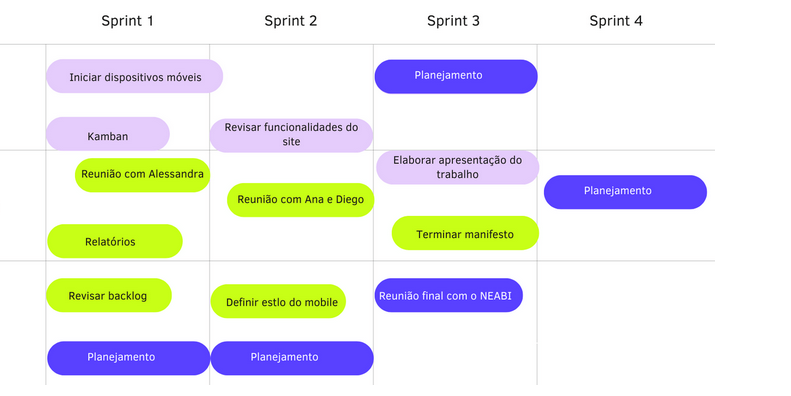 Sprint 1
Sprint 2
Sprint 3
Sprint 4
Iniciar dispositivos móveis
Planejamento
Kamban
Revisar funcionalidades do
site
Elaborar apresentação do
trabalho
Reunião com Alessandra
Reunião com Ana e Diego
Planejamento
Relatórios
Terminar manifesto
Revisar backlog
Definir estlo do mobile
Reunião final com o NEABI
Planejamento
Planejamento